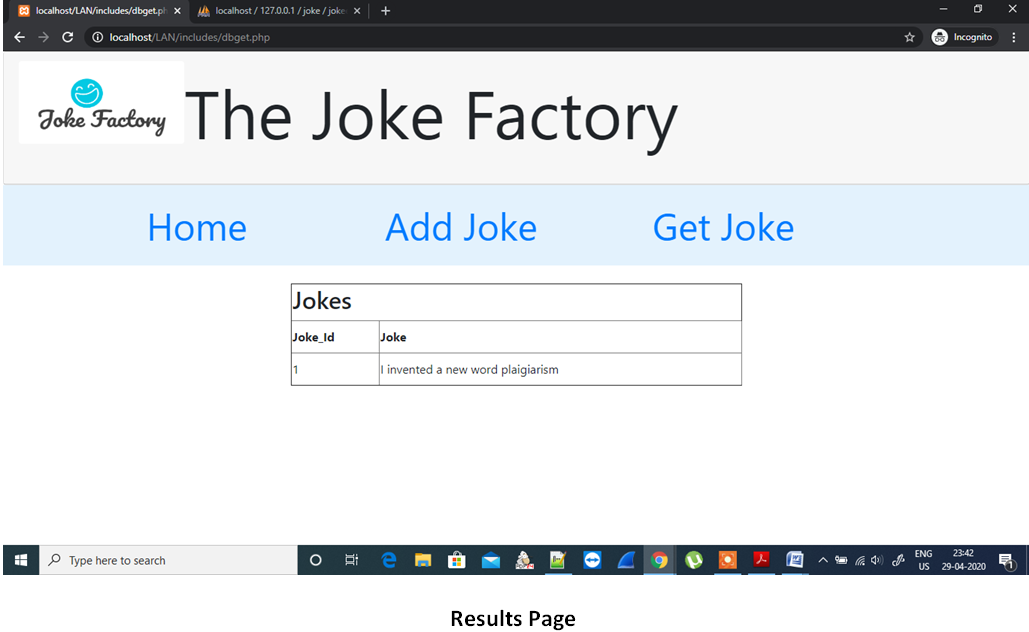 localhost/LAN/includes/dbget.ph
localhost / 127.0.0.1 / joke / joke
localhost/LAN/includes/dbget.php
Incognito
Joke Factory
The Joke Factory
Home Add Joke Get Joke
Jokes
Joke_Id Joke
1 I invented a new word plaigiarism
Type here to search
ENG 23:42
US 29-04-2020
1
Results Page